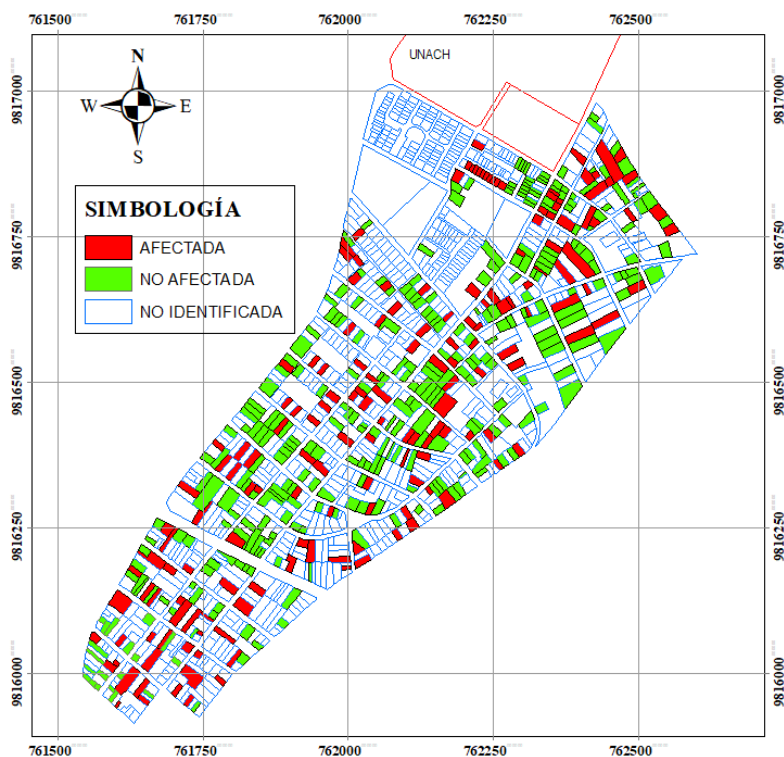 761500 761750 762000 762250 762500
UNACH
N
W E
S
9817000 9817000
SIMBOLOGÍA
AFECTADA
NO AFECTADA
NO IDENTIFICADA
9816750 9816750
9816500 9816500
9816250 9816250
9816000 9816000
761500 761750 762000 762250 762500